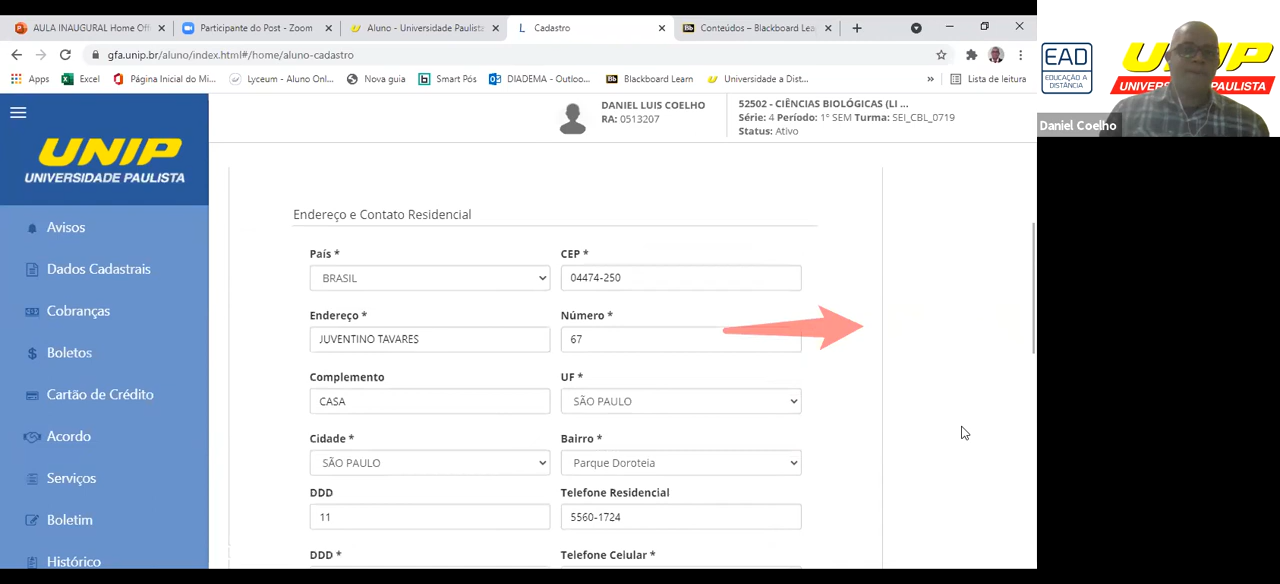 AULA INAUGURAL Home Offi
Participante do Post - Zoom
Aluno - Universidade Paulista
Cadastro
Conteúdos – Blackboard Lea
gfa.unip.br/aluno/index.html#/home/aluno-cadastro
Apps
Excel
Página Inicial do Mi...
Lyceum - Aluno Onl...
Nova guia
Smart Pós
DIADEMA - Outloo...
Blackboard Learn
Universidade a Dist...
»
Lista de leitura
EAD
EDUCAÇÃO A
DISTÂNCIA
UNIP
Daniel Coelho
UNIP
UNIVERSIDADE PAULISTA
DANIEL LUIS COELHO
RA: 0513207
52502 - CIÊNCIAS BIOLÓGICAS (LI ...
Série: 4 Período: 1º SEM Turma: SEI_CBL_0719
Status: Ativo
Avisos
Dados Cadastrais
Cobranças
Boletos
Cartão de Crédito
Acordo
Serviços
Boletim
Histórico
Endereço e Contato Residencial
País *
BRASIL
CEP *
04474-250
Endereço *
JUVENTINO TAVARES
Número *
67
Complemento
CASA
UF *
SÃO PAULO
Cidade *
SÃO PAULO
Bairro *
Parque Doroteia
DDD
11
Telefone Residencial
5560-1724
DDD *
Telefone Celular *